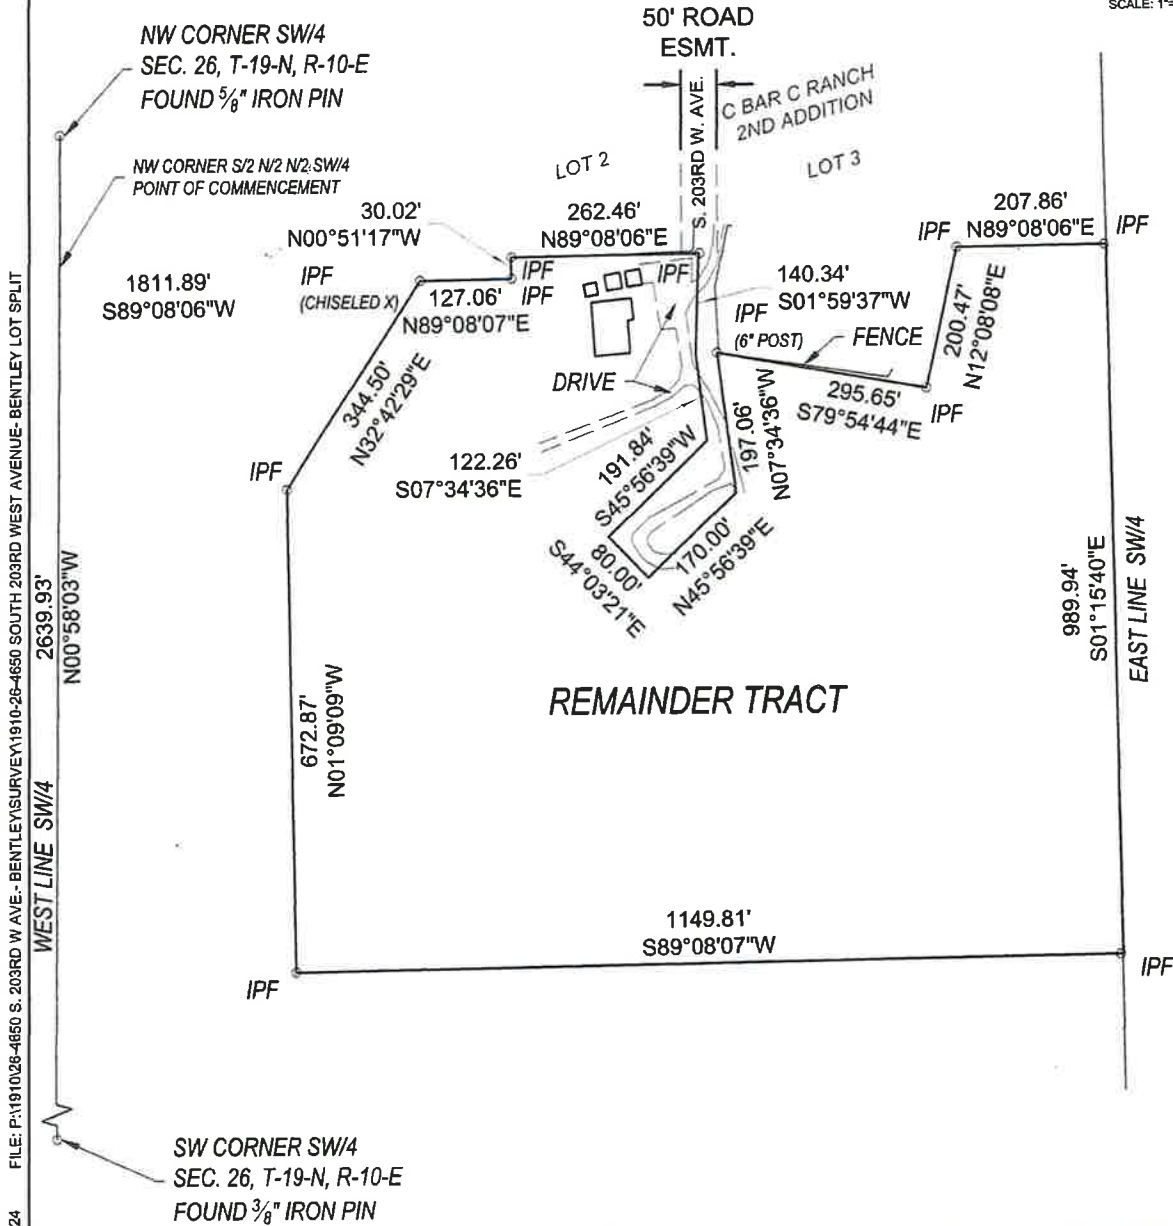 SCALE: 1"=
50' ROAD
ESMT.
NW CORNER SW/4
SEC. 26, T-19-N, R-10-E
FOUND 5/8" IRON PIN
NW CORNER S/2 N/2 N/2 SW/4
POINT OF COMMENCEMENT
S. 203RD W. AVE.
C BAR C RANCH
2ND ADDITION
LOT 2
LOT 3
30.02'
N00°51'17"W
262.46'
N89°08'06"E
207.86'
N89°08'06"E
IPF
IPF
1811.89'
S89°08'06"W
IPF
(CHISELED X)
127.06'
N89°08'07"E
IPF
IPF
IPF
140.34'
S01°59'37"W
IPF
(6" POST)
FENCE
200.47'
N12°08'08"E
295.65'
S79°54'44"E
IPF
DRIVE
344.50'
N32°42'29"E
IPF
122.26'
S07°34'36"E
191.84'
S45°56'39"W
197.06'
N07°34'36"W
80.00'
S44°03'21"E
170.00'
N45°56'39"E
989.94'
S01°15'40"E
EAST LINE SW/4
2639.93'
N00°58'03"W
WEST LINE SW/4
672.87'
N01°09'09"W
REMAINDER TRACT
1149.81'
S89°08'07"W
IPF
IPF
SW CORNER SW/4
SEC. 26, T-19-N, R-10-E
FOUND 3/8" IRON PIN
24 FILE: P:\1910\26-4650 S. 203RD W AVE.- BENTLEY\SURVEY\1910-26-4650 SOUTH 203RD WEST AVENUE- BENTLEY LOT SPLIT